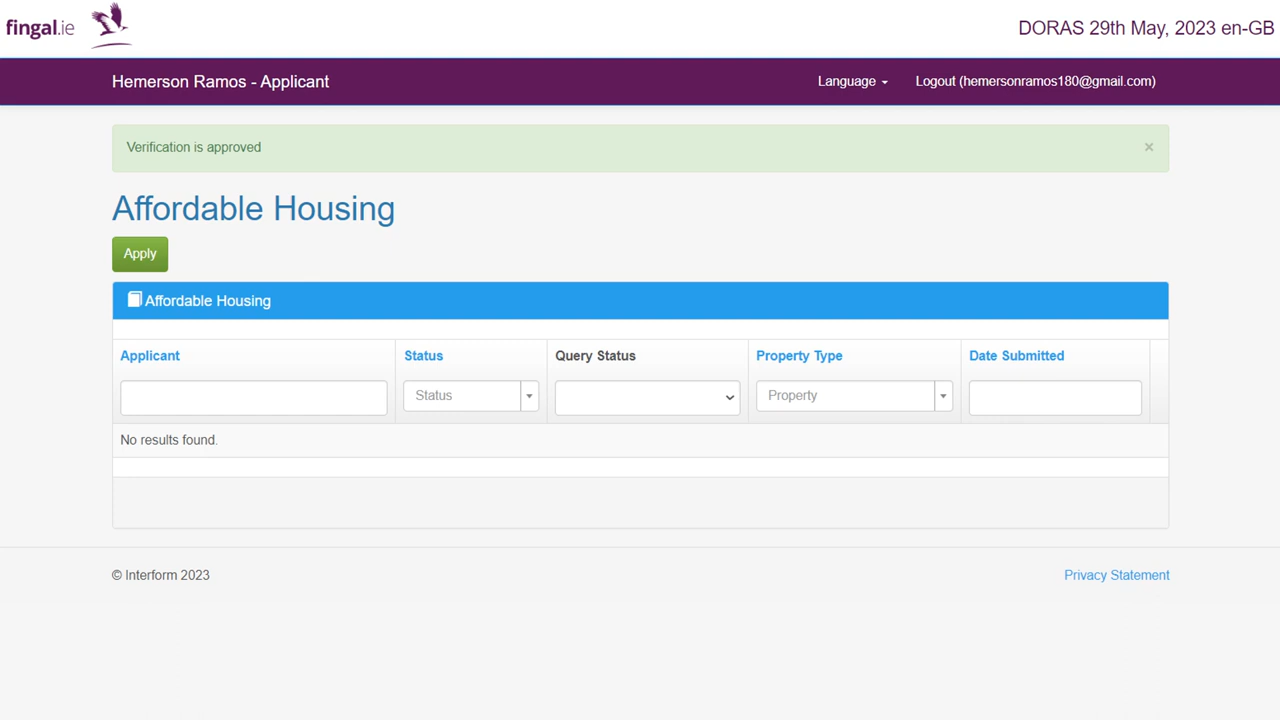 fingal.ie
DORAS 29th May, 2023 en-GB
Hemerson Ramos - Applicant
Language
Logout (hemersonramos180@gmail.com)
Verification is approved
×
Affordable Housing
Apply
Affordable Housing
Applicant
Status
Query Status
Property Type
Date Submitted
Status
Property
No results found.
© Interform 2023
Privacy Statement